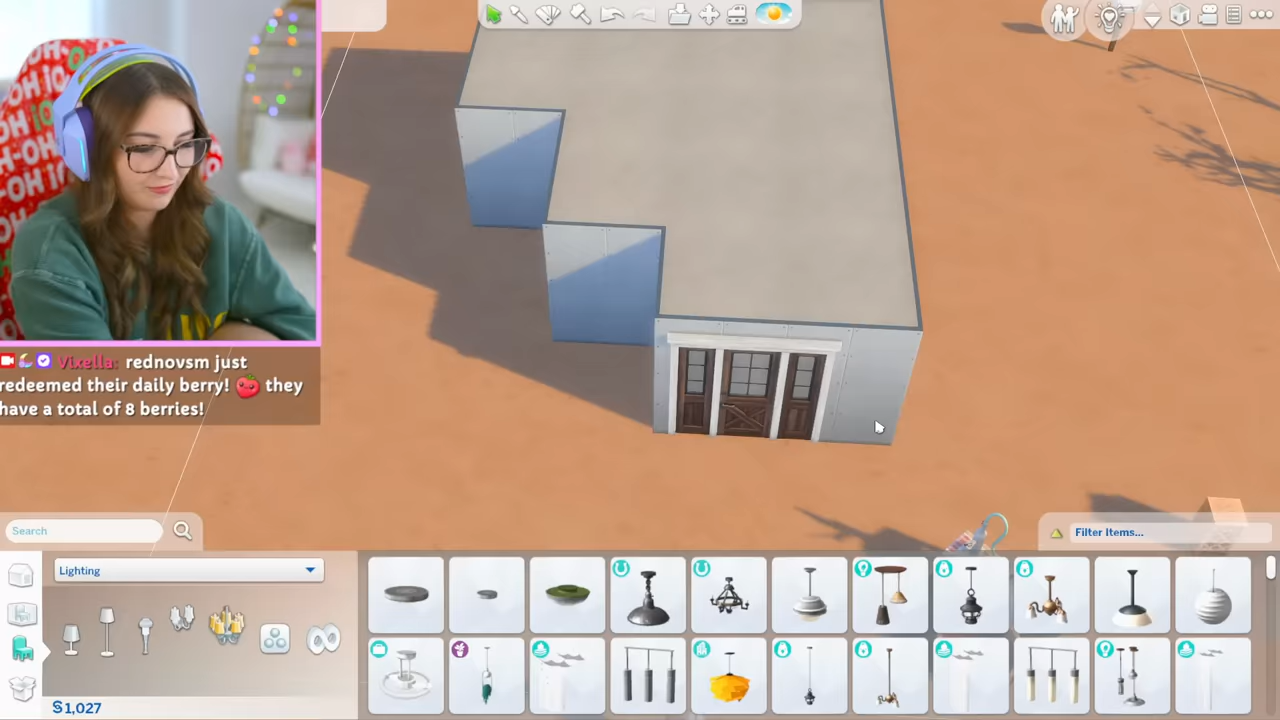 Vixella: rednovsm just
redeemed their daily berry! they
have a total of 8 berries!
Search
Filter Items...
Lighting
§1,027